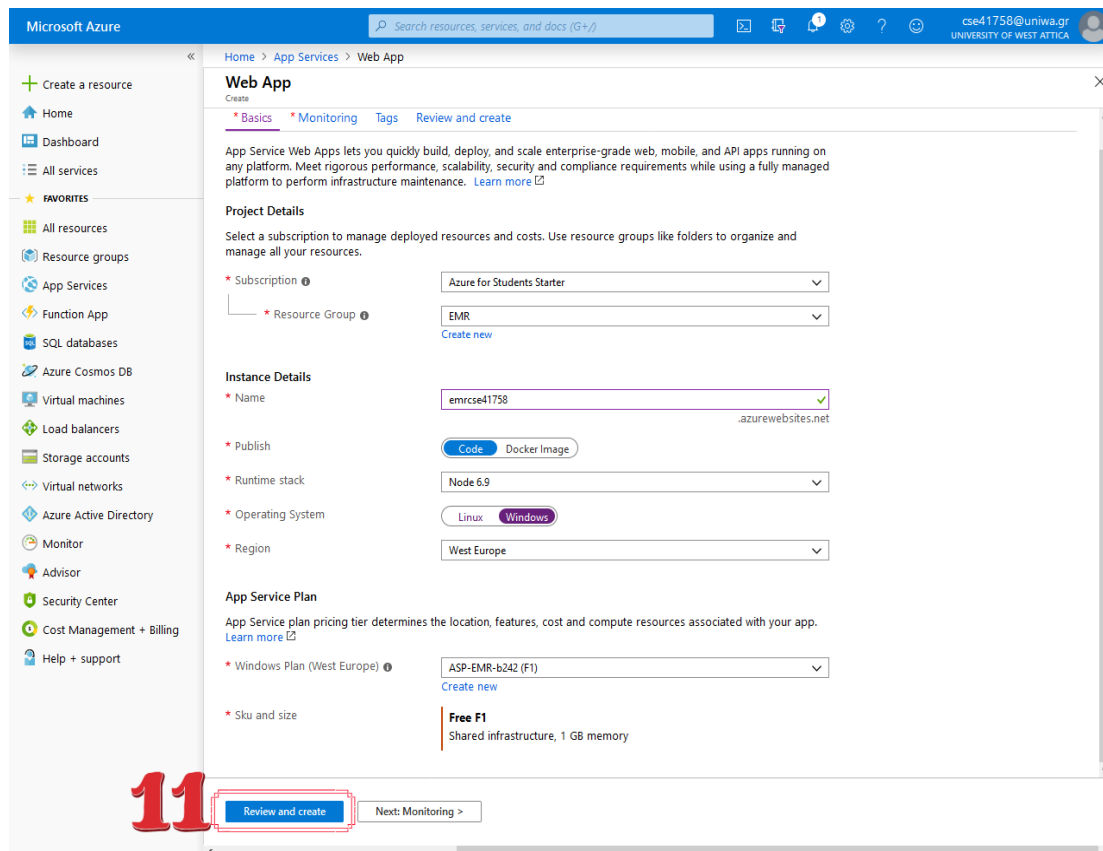 Microsoft Azure
Search resources, services, and docs (G+/)
1
cse41758@uniwa.gr
UNIVERSITY OF WEST ATTICA
«
Create a resource
Home
Dashboard
All services
FAVORITES
All resources
Resource groups
App Services
Function App
SQL databases
Azure Cosmos DB
Virtual machines
Load balancers
Storage accounts
Virtual networks
Azure Active Directory
Monitor
Advisor
Security Center
Cost Management + Billing
Help + support
Home > App Services > Web App
Web App
Create
* Basics * Monitoring Tags Review and create
App Service Web Apps lets you quickly build, deploy, and scale enterprise-grade web, mobile, and API apps running on
any platform. Meet rigorous performance, scalability, security and compliance requirements while using a fully managed
platform to perform infrastructure maintenance. Learn more
Project Details
Select a subscription to manage deployed resources and costs. Use resource groups like folders to organize and
manage all your resources.
* Subscription Azure for Students Starter
* Resource Group EMR
Create new
Instance Details
* Name emrcse41758
.azurewebsites.net
* Publish Code Docker Image
* Runtime stack Node 6.9
* Operating System Linux Windows
* Region West Europe
App Service Plan
App Service plan pricing tier determines the location, features, cost and compute resources associated with your app.
Learn more
* Windows Plan (West Europe) ASP-EMR-b242 (F1)
Create new
* Sku and size Free F1
Shared infrastructure, 1 GB memory
11 Review and create Next: Monitoring >